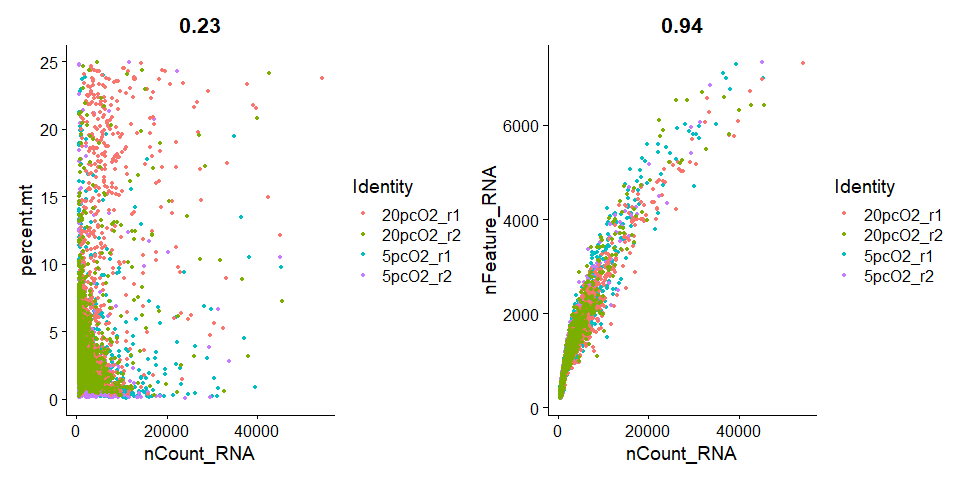 0.23
percent.mt
25
20
15
10
5
0
0 20000 40000
nCount_RNA
Identity
20pcO2_r1
20pcO2_r2
5pcO2_r1
5pcO2_r2
0.94
nFeature_RNA
6000
4000
2000
0
0 20000 40000
nCount_RNA
Identity
20pcO2_r1
20pcO2_r2
5pcO2_r1
5pcO2_r2